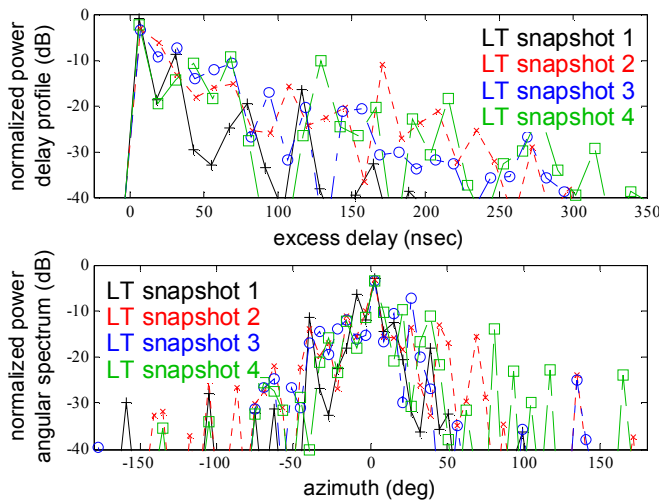 normalized power
delay profile (dB)
0
-10
-20
-30
-40
LT snapshot 1
LT snapshot 2
LT snapshot 3
LT snapshot 4
0
50
100
150
200
250
300
350
excess delay (nsec)
normalized power
angular spectrum (dB)
0
-10
-20
-30
-40
LT snapshot 1
LT snapshot 2
LT snapshot 3
LT snapshot 4
-150
-100
-50
0
50
100
150
azimuth (deg)